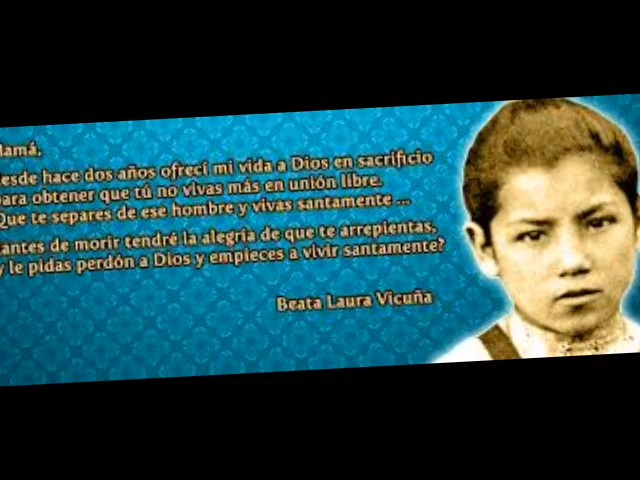 Mamá,
desde hace dos años ofrecí mi vida a Dios en sacrificio
para obtener que tú no vivas más en unión libre.
Que te separes de ese hombre y vivas santamente ...
antes de morir tendré la alegría de que te arrepientas,
y le pidas perdón a Dios y empieces a vivir santamente?
Beata Laura Vicuña